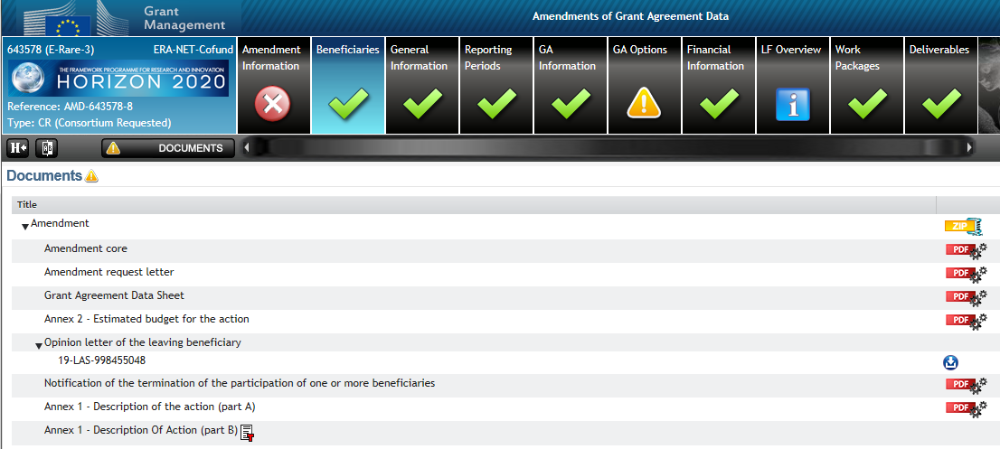 Grant
Management
Amendments of Grant Agreement Data
643578 (E-Rare-3) ERA-NET-Cofund
THE FRAMEWORK PROGRAMME FOR RESEARCH AND INNOVATION
HORIZON 2020
Reference: AMD-643578-8
Type: CR (Consortium Requested)
Amendment
Information
Beneficiaries
General
Information
Reporting
Periods
GA
Information
GA Options
Financial
Information
LF Overview
Work
Packages
Deliverables
DOCUMENTS
Documents
Title
Amendment ZIP
Amendment core PDF
Amendment request letter PDF
Grant Agreement Data Sheet PDF
Annex 2 - Estimated budget for the action PDF
Opinion letter of the leaving beneficiary
19-LAS-998455048
Notification of the termination of the participation of one or more beneficiaries PDF
Annex 1 - Description of the action (part A) PDF
Annex 1 - Description Of Action (part B)